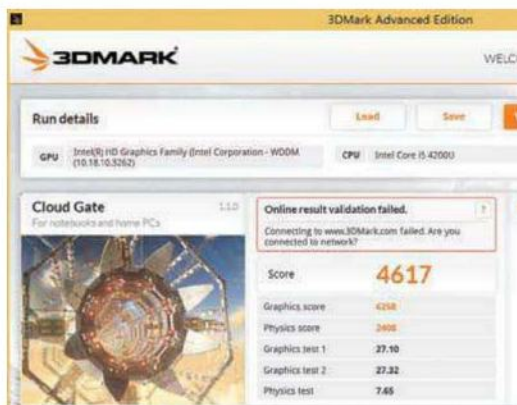 3DMark Advanced Edition
3DMARK
WELC
Run details
Load
Save
GPU
Intel(R) HD Graphics Family (Intel Corporation - WDDM
(10.18.10.3262)
CPU
Intel Core i5 4200U
Cloud Gate
1.1.0
For notebooks and home PCs
Online result validation failed.
?
Connecting to www.3DMark.com failed. Are you
connected to network?
Score
4617
Graphics score
Physics score
Graphics test 1
27.10
Graphics test 2
27.32
Physics test
7.65